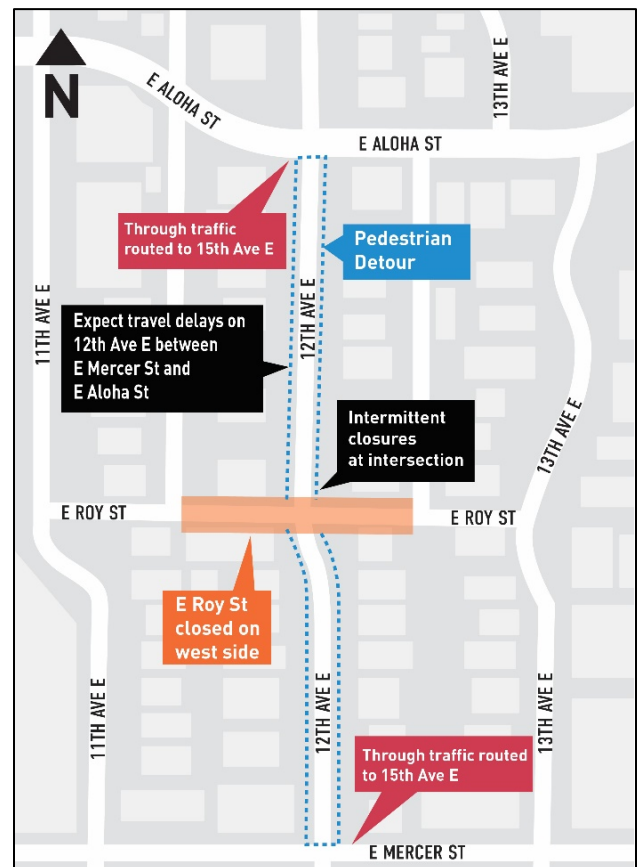 N
E ALOHA ST
13TH AVE E
E ALOHA ST
Through traffic
routed to 15th Ave E
Pedestrian
Detour
11TH AVE E
12TH AVE E
Expect travel delays on
12th Ave E between
E Mercer St and
E Aloha St
Intermittent
closures
at intersection
13TH AVE E
E ROY ST
E ROY ST
E Roy St
closed on
west side
11TH AVE E
12TH AVE E
13TH AVE E
Through traffic routed
to 15th Ave E
E MERCER ST